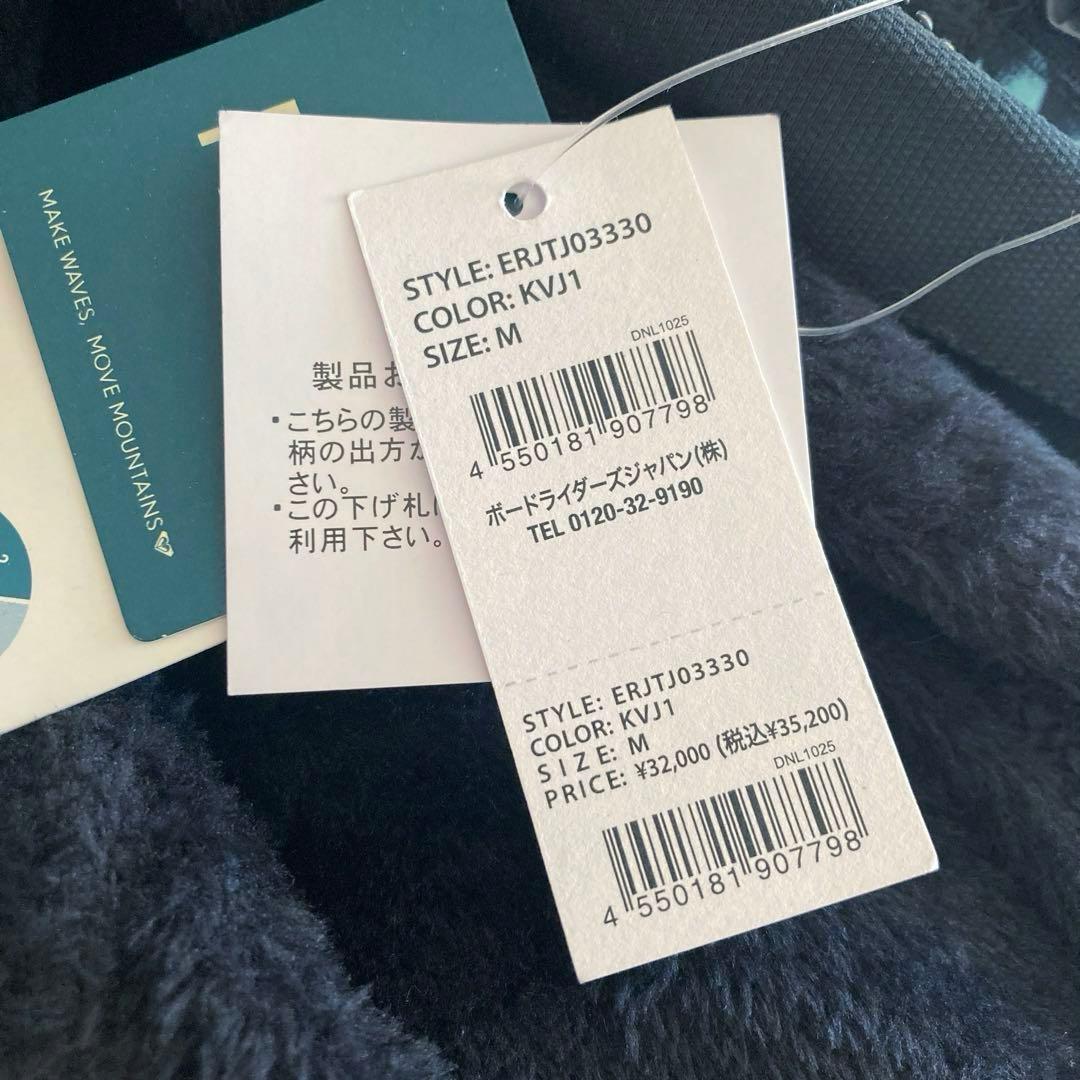 MAKE WAVES, MOVE MOUNTAINS
製品お
・こちらの製
柄の出方が
さい。
・この下げ札に
利用下さい。
STYLE: ERJTJ03330
COLOR: KVJ1
SIZE: M
DNL1025
4 550181 907798
ボードライダーズジャパン(株)
TEL 0120-32-9190
STYLE: ERJTJ03330
COLOR: KVJ1
SIZE: M
PRICE: ¥32,000 (税込¥35,200)
DNL1025
4 550181 907798